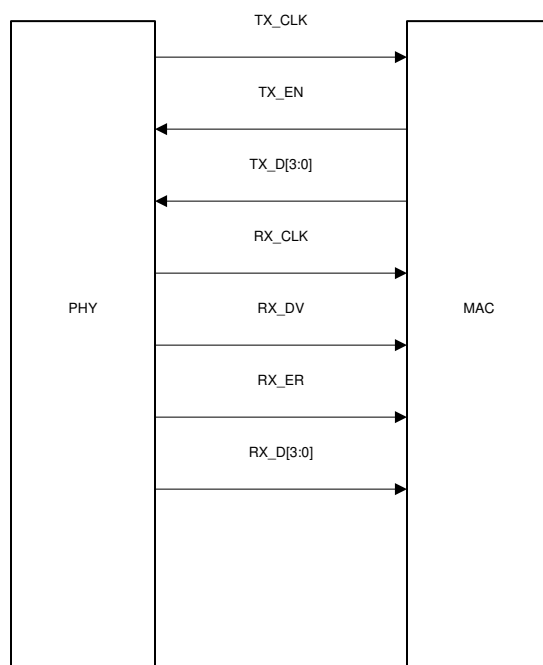 TX_CLK
TX_EN
TX_D[3:0]
RX_CLK
PHY
RX_DV
MAC
RX_ER
RX_D[3:0]